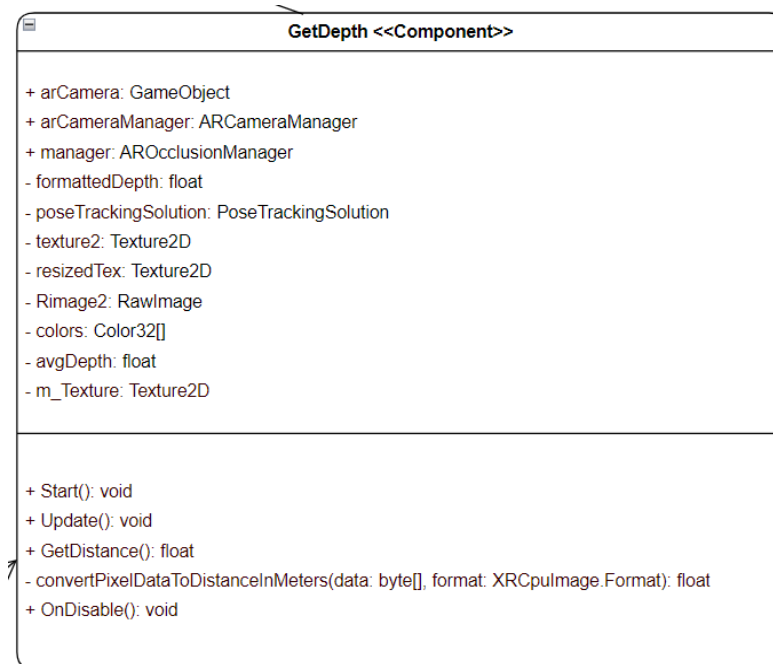 GetDepth <<Component>>
+ arCamera: GameObject
+ arCameraManager: ARCameraManager
+ manager: AROcclusionManager
- formattedDepth: float
- poseTrackingSolution: PoseTrackingSolution
- texture2: Texture2D
- resizedTex: Texture2D
- Rimage2: RawImage
- colors: Color32[]
- avgDepth: float
- m_Texture: Texture2D
+ Start(): void
+ Update(): void
+ GetDistance(): float
- convertPixelDataToDistanceInMeters(data: byte[], format: XRCpuImage.Format): float
+ OnDisable(): void